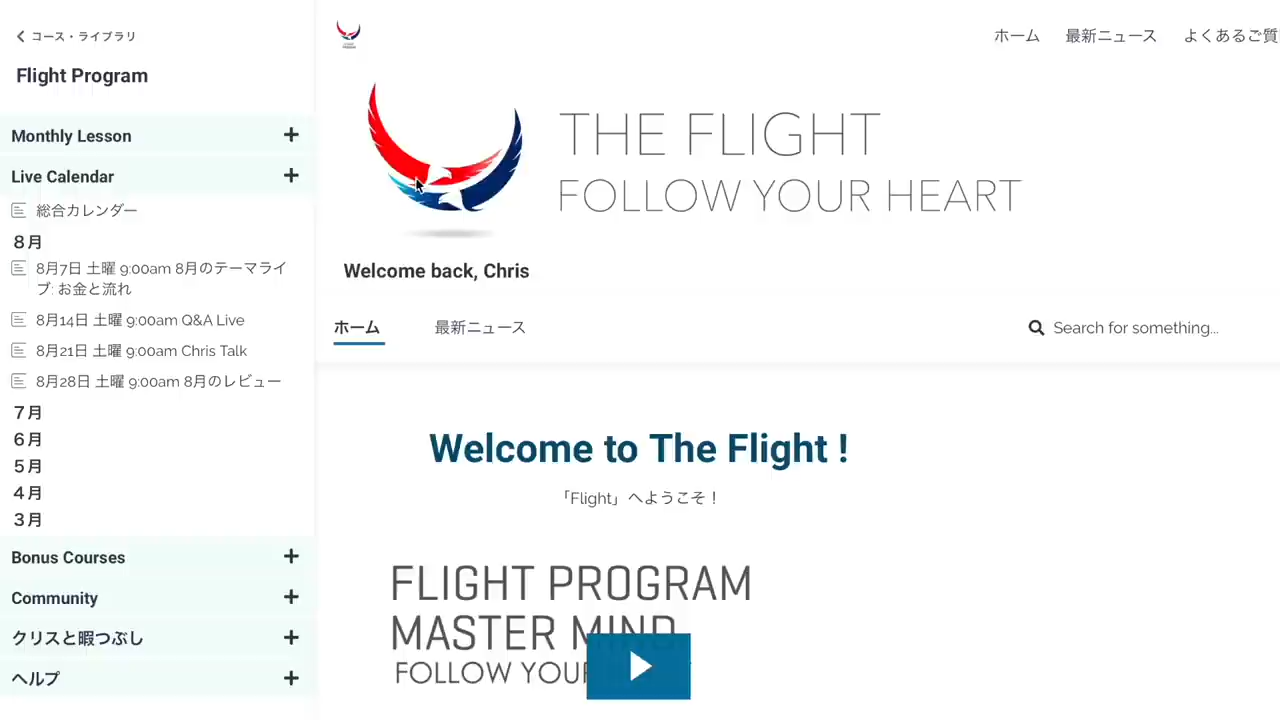 コース・ライブラリ
Flight Program
Monthly Lesson
Live Calendar
総合カレンダー
8月
8月7日 土曜 9:00am 8月のテーマライ
ブ: お金と流れ
8月14日 土曜 9:00am Q&A Live
8月21日 土曜 9:00am Chris Talk
8月28日 土曜 9:00am 8月のレビュー
7月
6月
5月
4月
3月
Bonus Courses
Community
クリスと暇つぶし
ヘルプ
ホーム 最新ニュース よくあるご質
THE FLIGHT
FOLLOW YOUR HEART
Welcome back, Chris
ホーム 最新ニュース Search for something...
Welcome to The Flight !
「Flight」へようこそ！
FLIGHT PROGRAM
MASTER MIND
FOLLOW YOUR